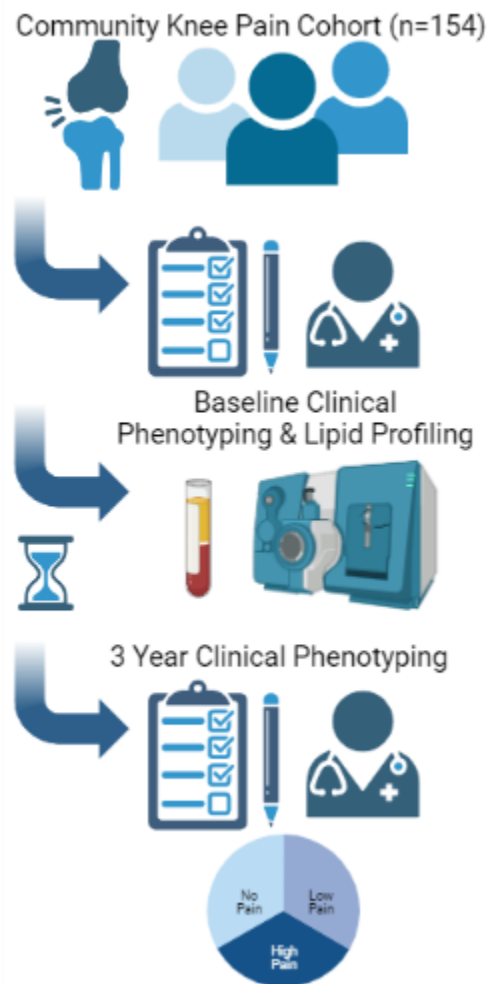 Community Knee Pain Cohort (n=154)
Baseline Clinical
Phenotyping & Lipid Profiling
3 Year Clinical Phenotyping
No
Pain
Low
Pain
High
Pain